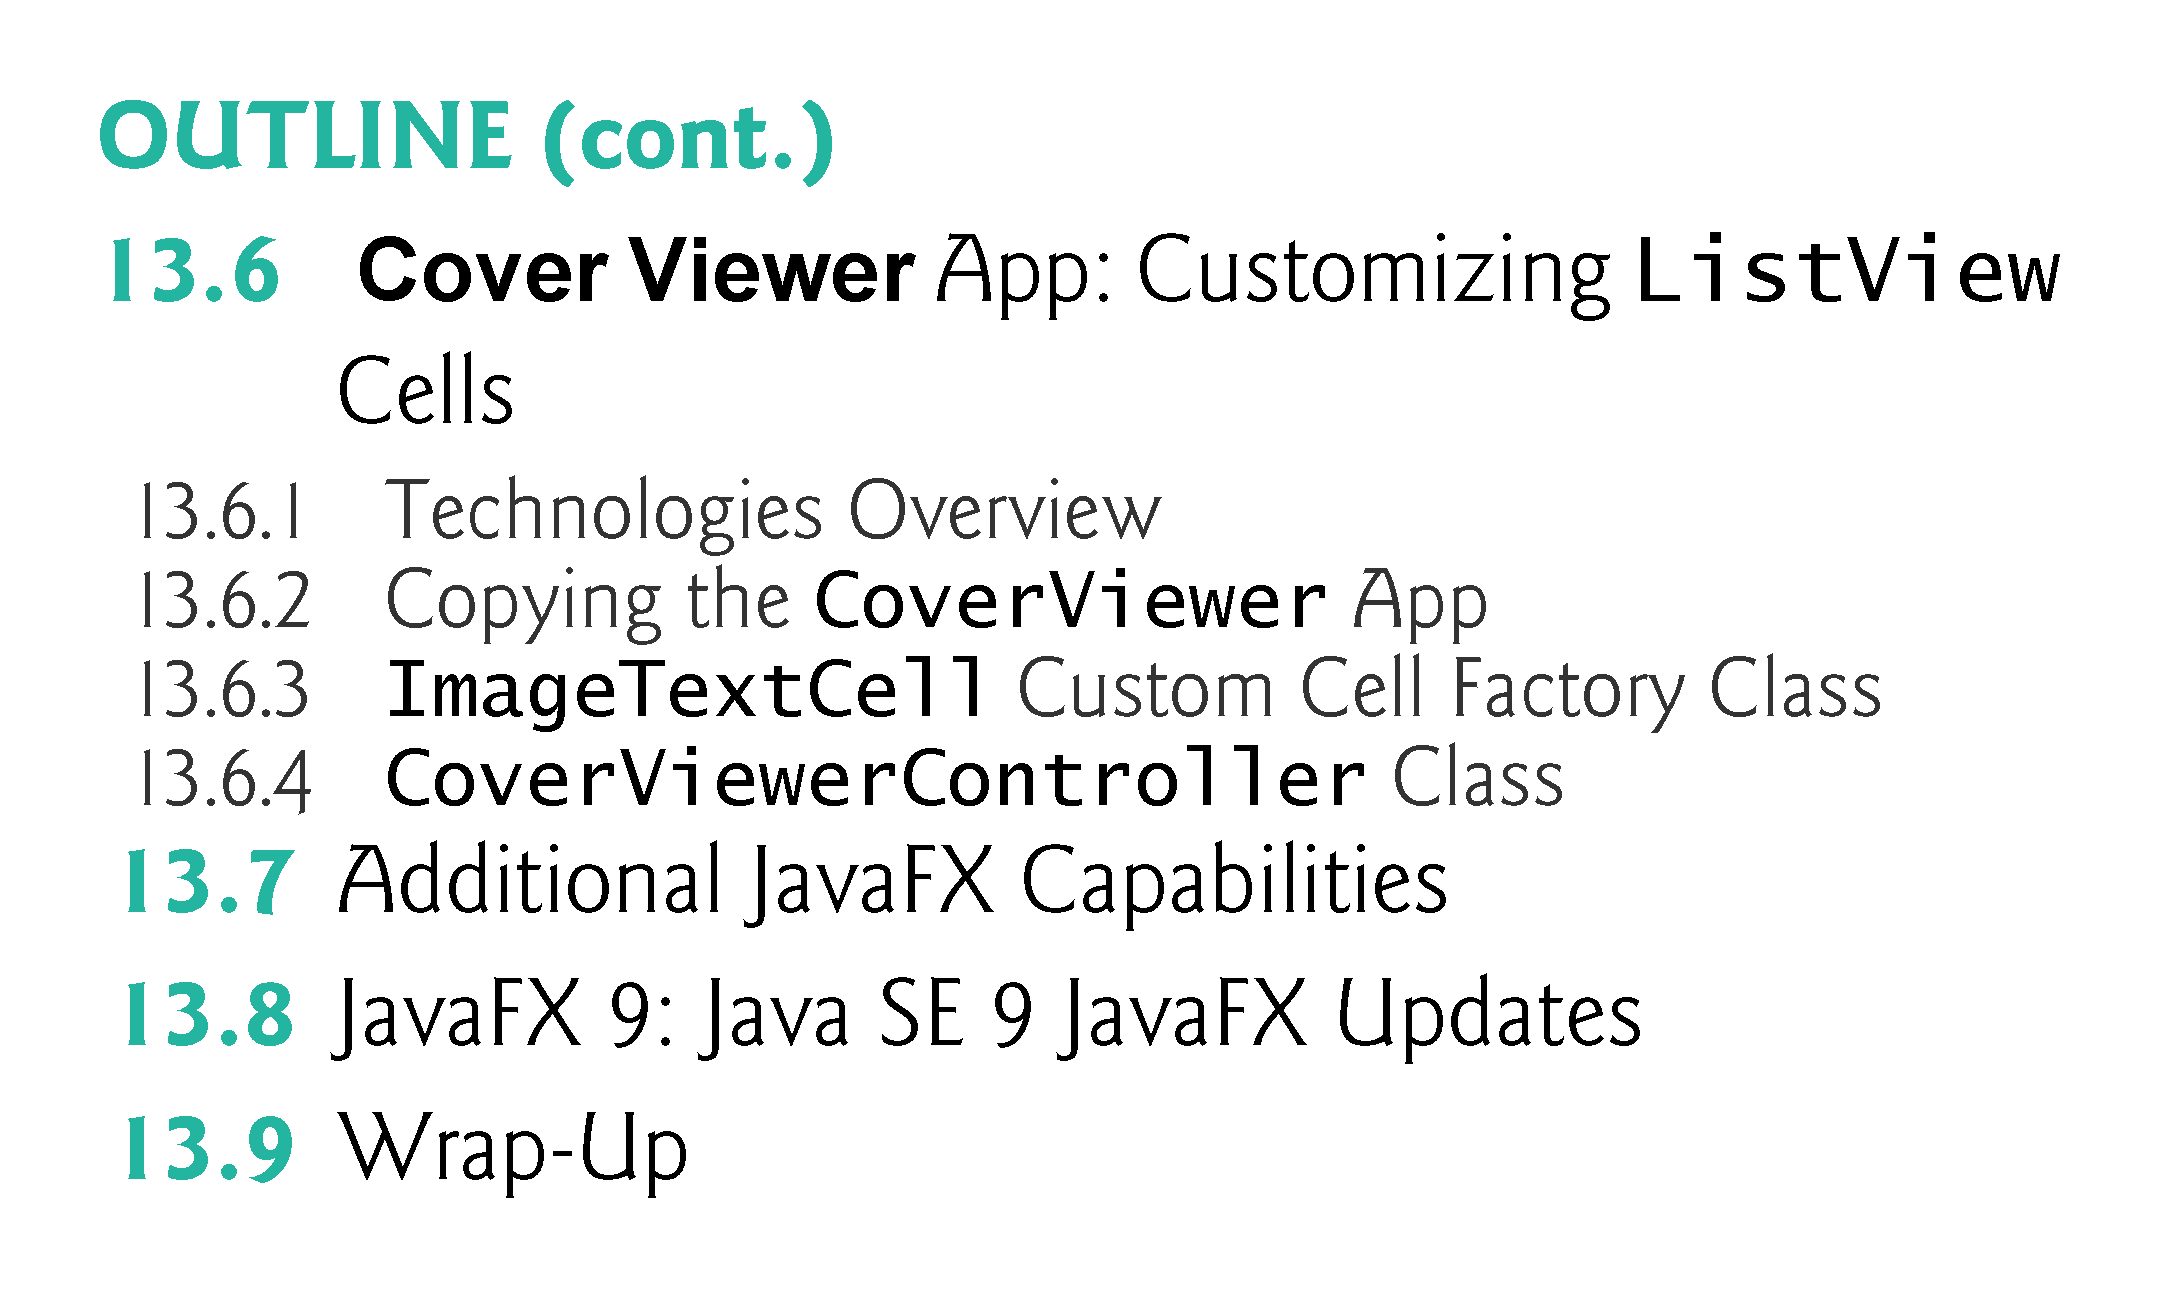 OUTLINE (cont.)
13.6 Cover Viewer App: Customizing ListView
Cells
13.6.1 Technologies Overview
13.6.2 Copying the CoverViewer App
13.6.3 ImageTextCell Custom Cell Factory Class
13.6.4 CoverViewerController Class
13.7 Additional JavaFX Capabilities
13.8 JavaFX 9: Java SE 9 JavaFX Updates
13.9 Wrap-Up